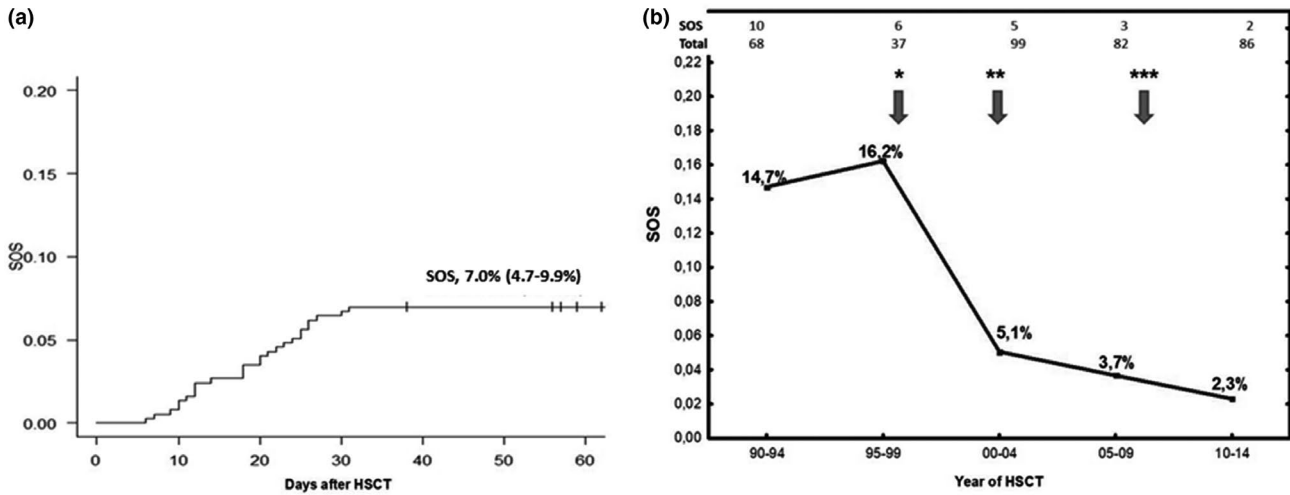 (a)
0.20
0.15
0.10
0.05
0.00
SOS
SOS, 7.0% (4.7-9.9%)
0 10 20 30 40 50 60
Days after HSCT
(b)
SOS 10 6 5 3 2
Total 68 37 99 82 86
0,22
0,20
0,18
0,16
0,14
0,12
0,10
0,08
0,06
0,04
0,02
0,00
SOS
* ** ***
14,7%
16,2%
5,1%
3,7%
2,3%
90-94 95-99 00-04 05-09 10-14
Year of HSCT